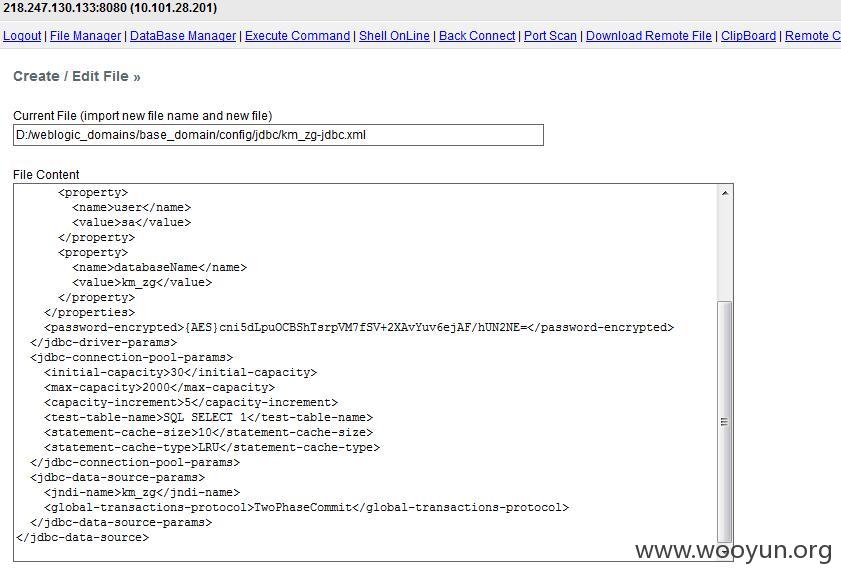 218.247.130.133:8080 (10.101.28.201)
Logout | File Manager | DataBase Manager | Execute Command | Shell OnLine | Back Connect | Port Scan | Download Remote File | ClipBoard | Remote C
Create / Edit File »
Current File (import new file name and new file)
D:/weblogic_domains/base_domain/config/jdbc/km_zg-jdbc.xml
File Content
<property>
<name>user</name>
<value>sa</value>
</property>
<property>
<name>databaseName</name>
<value>km_zg</value>
</property>
</properties>
<password-encrypted>{AES}cni5dLpuOCBShTsrpVM7fSV+2XAvYuv6ejAF/hUN2NE=</password-encrypted>
</jdbc-driver-params>
<jdbc-connection-pool-params>
<initial-capacity>30</initial-capacity>
<max-capacity>2000</max-capacity>
<capacity-increment>5</capacity-increment>
<test-table-name>SQL SELECT 1</test-table-name>
<statement-cache-size>10</statement-cache-size>
<statement-cache-type>LRU</statement-cache-type>
</jdbc-connection-pool-params>
<jdbc-data-source-params>
<jndi-name>km_zg</jndi-name>
<global-transactions-protocol>TwoPhaseCommit</global-transactions-protocol>
</jdbc-data-source-params>
</jdbc-data-source>
www.wooyun.org